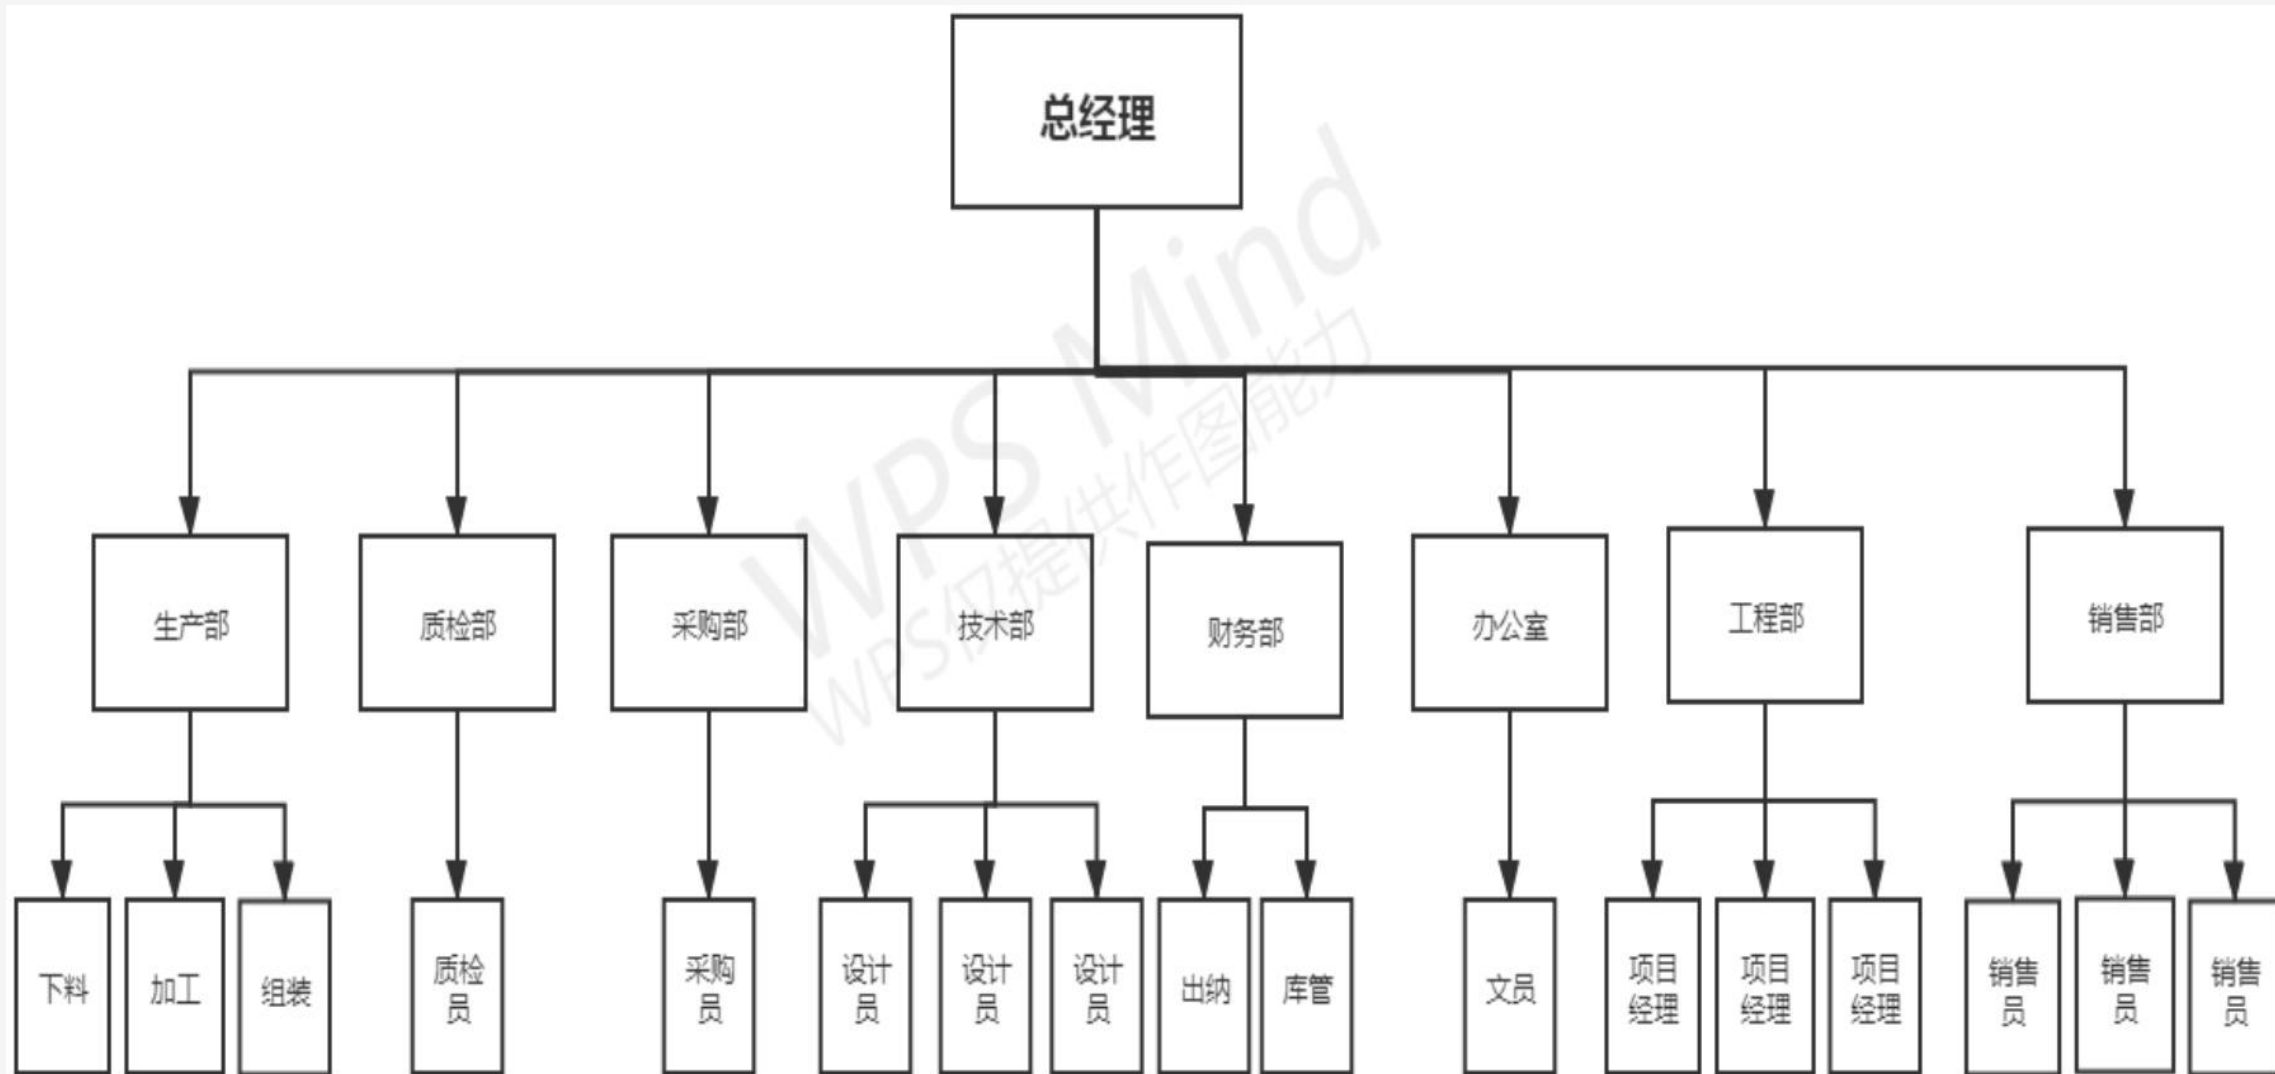 总经理
WPS Mind
WPS仅提供作图能力
生产部
质检部
采购部
技术部
财务部
办公室
工程部
销售部
下料
加工
组装
质检
员
采购
员
设计
员
设计
员
设计
员
出纳
库管
文员
项目
经理
项目
经理
项目
经理
销售
员
销售
员
销售
员